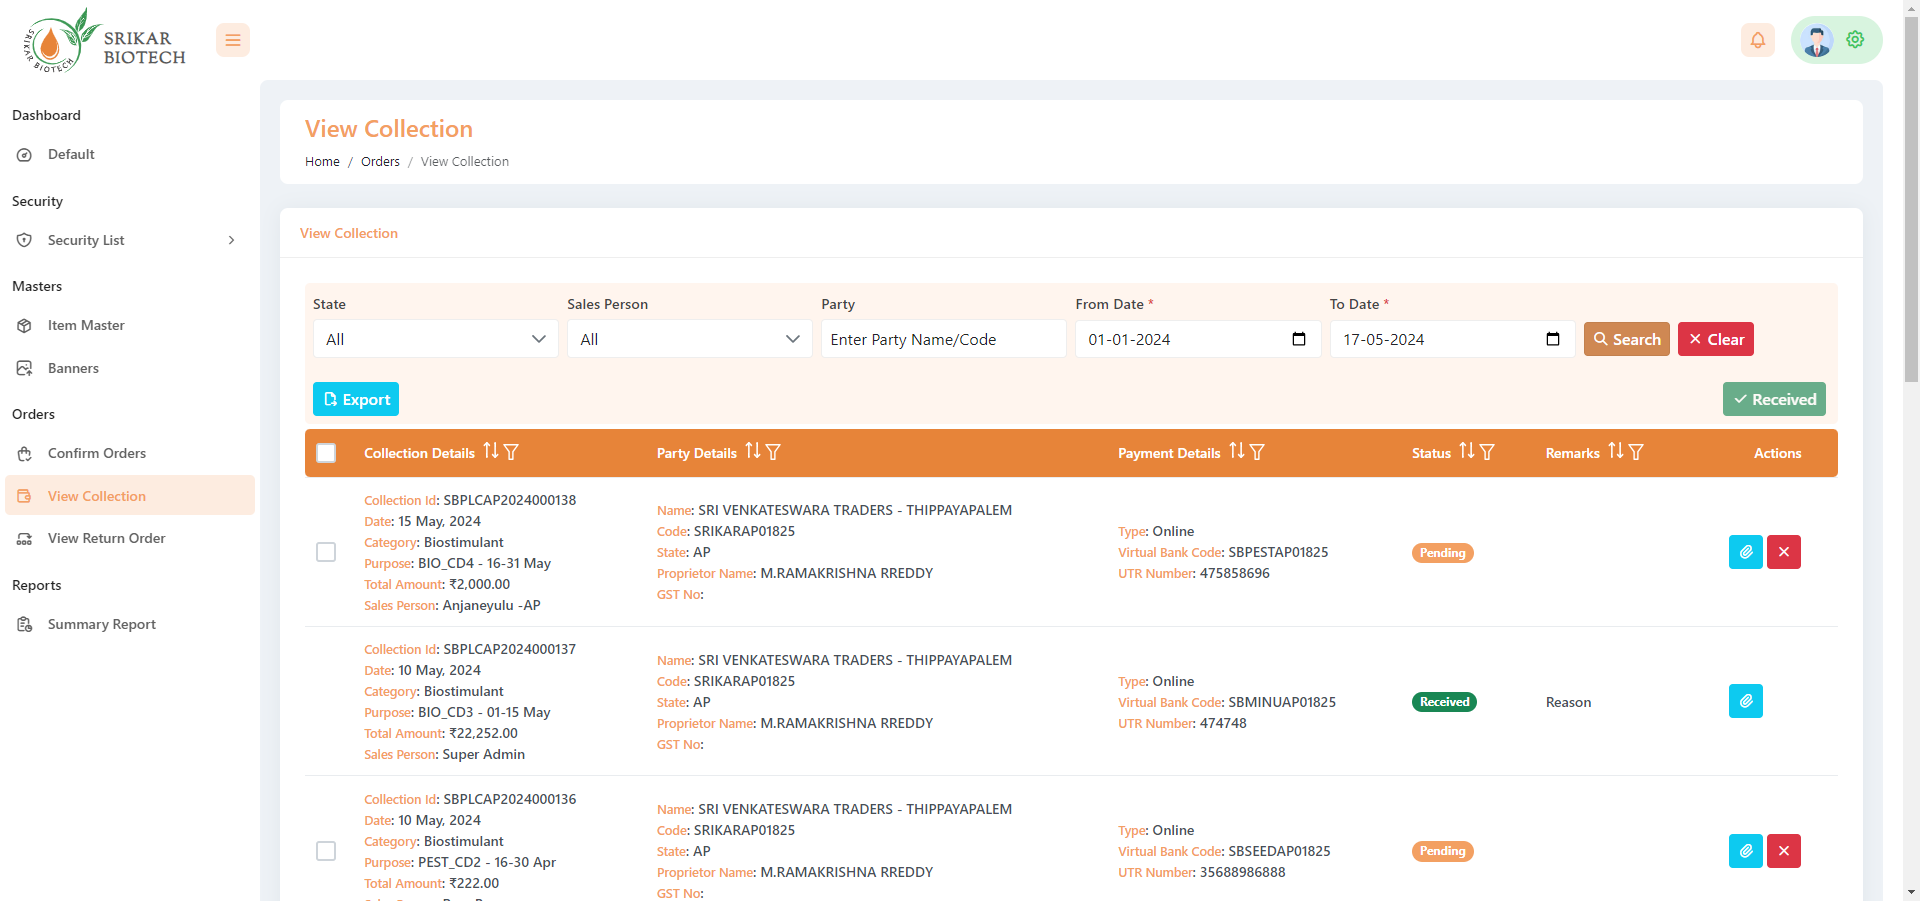 SRIKAR BIOTECH
SRIKAR
BIOTECH
Dashboard
Default
Security
Security List
Masters
Item Master
Banners
Orders
Confirm Orders
View Collection
View Return Order
Reports
Summary Report
View Collection
Home / Orders / View Collection
View Collection
State
Sales Person
Party
From Date *
To Date *
All
All
Enter Party Name/Code
01-01-2024
17-05-2024
Search
Clear
Export
Received
Collection Details
Party Details
Payment Details
Status
Remarks
Actions
Collection Id: SBPLCAP2024000138
Date: 15 May, 2024
Category: Biostimulant
Purpose: BIO_CD4 - 16-31 May
Total Amount: ₹2,000.00
Sales Person: Anjaneyulu -AP
Name: SRI VENKATESWARA TRADERS - THIPPAYAPALEM
Code: SRIKARAP01825
State: AP
Proprietor Name: M.RAMAKRISHNA RREDDY
GST No:
Type: Online
Virtual Bank Code: SBPESTAP01825
UTR Number: 475858696
Pending
Collection Id: SBPLCAP2024000137
Date: 10 May, 2024
Category: Biostimulant
Purpose: BIO_CD3 - 01-15 May
Total Amount: ₹22,252.00
Sales Person: Super Admin
Name: SRI VENKATESWARA TRADERS - THIPPAYAPALEM
Code: SRIKARAP01825
State: AP
Proprietor Name: M.RAMAKRISHNA RREDDY
GST No:
Type: Online
Virtual Bank Code: SBMINUAP01825
UTR Number: 474748
Received
Reason
Collection Id: SBPLCAP2024000136
Date: 10 May, 2024
Category: Biostimulant
Purpose: PEST_CD2 - 16-30 Apr
Total Amount: ₹222.00
Name: SRI VENKATESWARA TRADERS - THIPPAYAPALEM
Code: SRIKARAP01825
State: AP
Proprietor Name: M.RAMAKRISHNA RREDDY
GST No:
Type: Online
Virtual Bank Code: SBSEEDAP01825
UTR Number: 35688986888
Pending